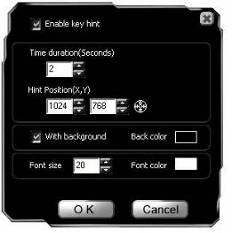 Enable key hint
Time duration(Seconds)
2
Hint Position(X,Y)
1024 768
With background Back color
Font size 20 Font color
O K Cancel